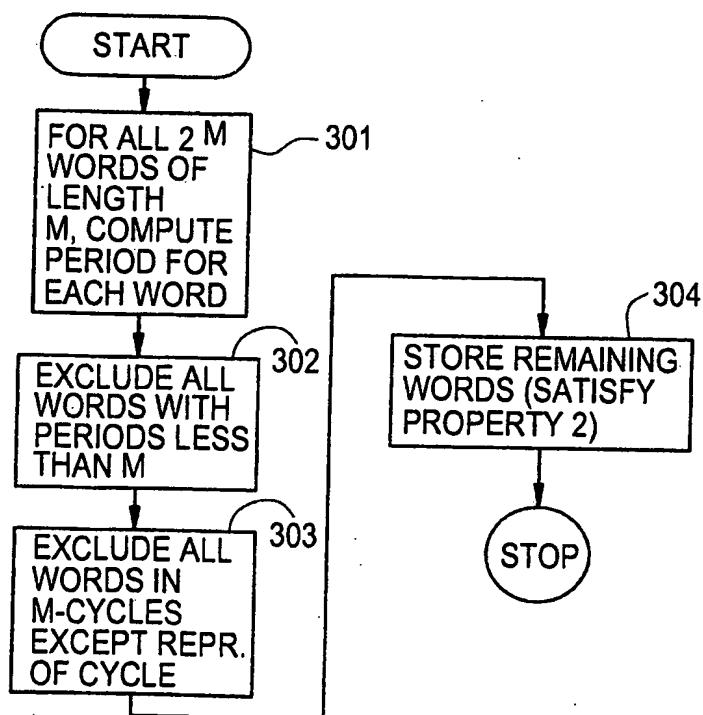 START
FOR ALL 2 M
WORDS OF
LENGTH
M, COMPUTE
PERIOD FOR
EACH WORD
301
EXCLUDE ALL
WORDS WITH
PERIODS LESS
THAN M
302
EXCLUDE ALL
WORDS IN
M-CYCLES
EXCEPT REPR.
OF CYCLE
303
STORE REMAINING
WORDS (SATISFY
PROPERTY 2)
304
STOP